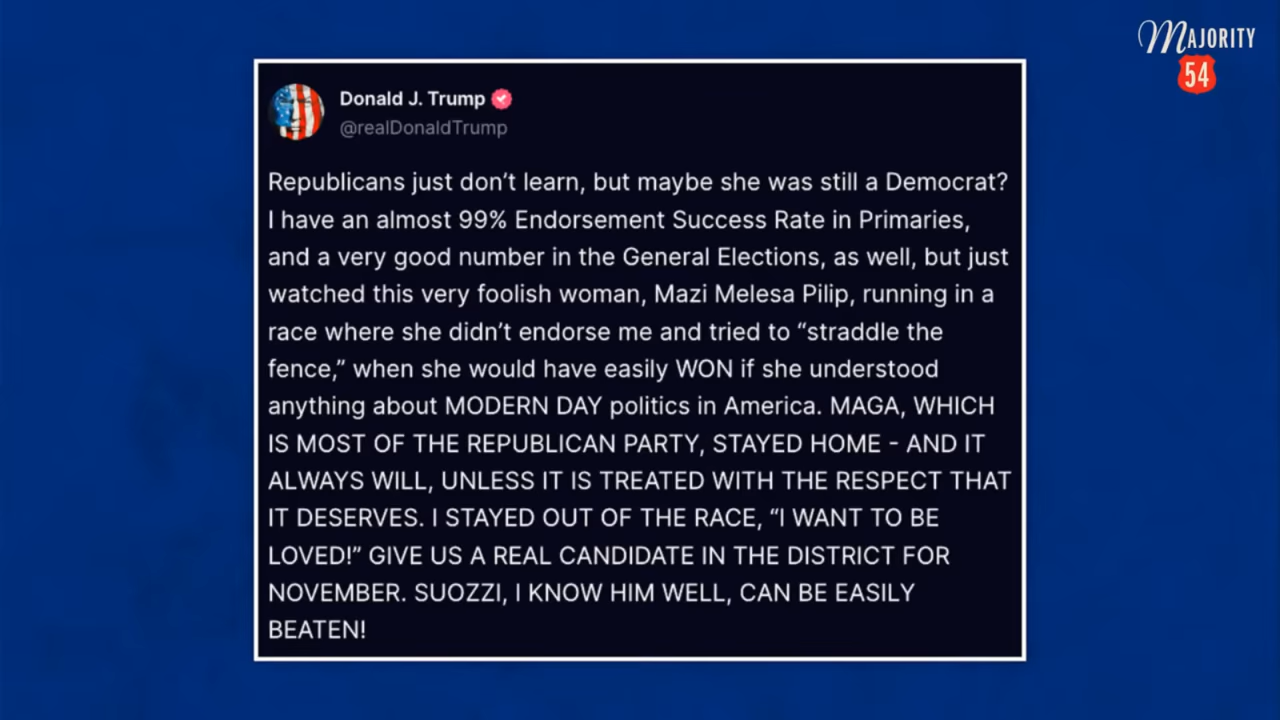 MAJORITY
54
Donald J. Trump
@realDonaldTrump
Republicans just don’t learn, but maybe she was still a Democrat?
I have an almost 99% Endorsement Success Rate in Primaries,
and a very good number in the General Elections, as well, but just
watched this very foolish woman, Mazi Melesa Pilip, running in a
race where she didn’t endorse me and tried to “straddle the
fence,” when she would have easily WON if she understood
anything about MODERN DAY politics in America. MAGA, WHICH
IS MOST OF THE REPUBLICAN PARTY, STAYED HOME - AND IT
ALWAYS WILL, UNLESS IT IS TREATED WITH THE RESPECT THAT
IT DESERVES. I STAYED OUT OF THE RACE, “I WANT TO BE
LOVED!” GIVE US A REAL CANDIDATE IN THE DISTRICT FOR
NOVEMBER. SUOZZI, I KNOW HIM WELL, CAN BE EASILY
BEATEN!